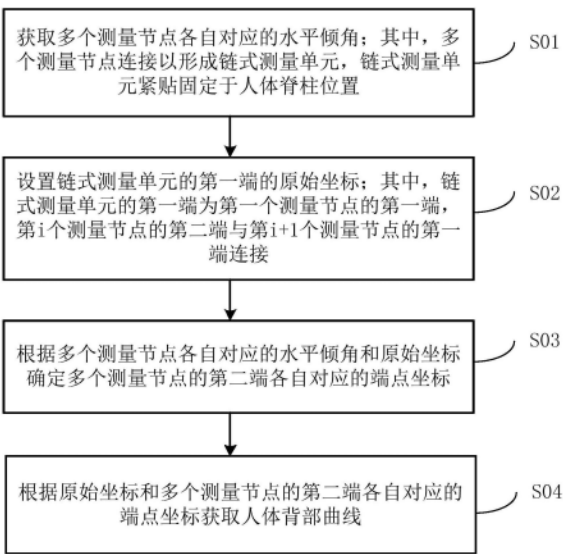 获取多个测量节点各自对应的水平倾角；其中，多
个测量节点连接以形成链式测量单元，链式测量单
元紧贴固定于人体脊柱位置
S01
设置链式测量单元的第一端的原始坐标；其中，链
式测量单元的第一端为第一个测量节点的第一端，
第i个测量节点的第二端与第i+1个测量节点的第一
端连接
S02
根据多个测量节点各自对应的水平倾角和原始坐标
确定多个测量节点的第二端各自对应的端点坐标
S03
根据原始坐标和多个测量节点的第二端各自对应的
端点坐标获取人体背部曲线
S04